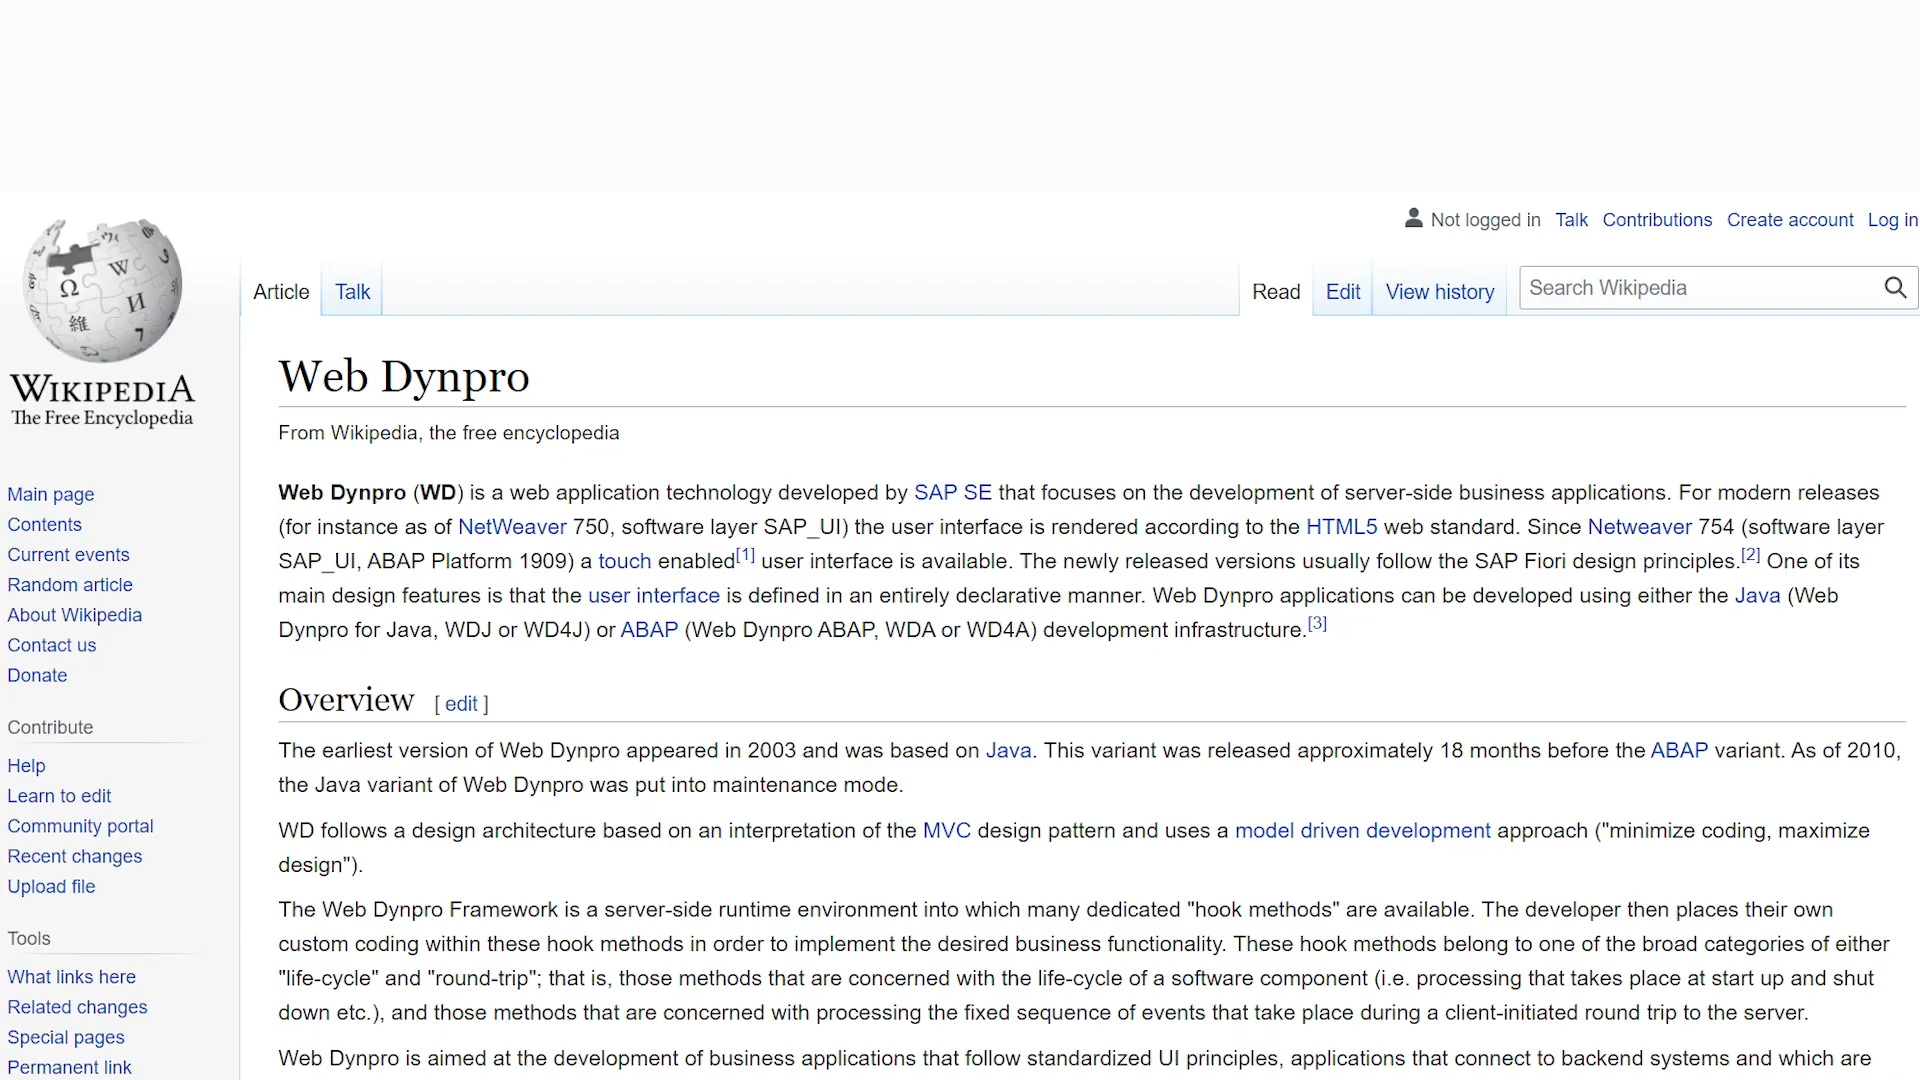 Not logged in Talk Contributions Create account Log in
Article Talk Read Edit View history Search Wikipedia
WIKIPEDIA
The Free Encyclopedia
Main page
Contents
Current events
Random article
About Wikipedia
Contact us
Donate
Contribute
Help
Learn to edit
Community portal
Recent changes
Upload file
Tools
What links here
Related changes
Special pages
Permanent link
Web Dynpro
From Wikipedia, the free encyclopedia
Web Dynpro (WD) is a web application technology developed by SAP SE that focuses on the development of server-side business applications. For modern releases
(for instance as of NetWeaver 750, software layer SAP_UI) the user interface is rendered according to the HTML5 web standard. Since Netweaver 754 (software layer
SAP_UI, ABAP Platform 1909) a touch enabled[1] user interface is available. The newly released versions usually follow the SAP Fiori design principles.[2] One of its
main design features is that the user interface is defined in an entirely declarative manner. Web Dynpro applications can be developed using either the Java (Web
Dynpro for Java, WDJ or WD4J) or ABAP (Web Dynpro ABAP, WDA or WD4A) development infrastructure.[3]
Overview [ edit ]
The earliest version of Web Dynpro appeared in 2003 and was based on Java. This variant was released approximately 18 months before the ABAP variant. As of 2010,
the Java variant of Web Dynpro was put into maintenance mode.
WD follows a design architecture based on an interpretation of the MVC design pattern and uses a model driven development approach ("minimize coding, maximize
design").
The Web Dynpro Framework is a server-side runtime environment into which many dedicated "hook methods" are available. The developer then places their own
custom coding within these hook methods in order to implement the desired business functionality. These hook methods belong to one of the broad categories of either
"life-cycle" and "round-trip"; that is, those methods that are concerned with the life-cycle of a software component (i.e. processing that takes place at start up and shut
down etc.), and those methods that are concerned with processing the fixed sequence of events that take place during a client-initiated round trip to the server.
Web Dynpro is aimed at the development of business applications that follow standardized UI principles, applications that connect to backend systems and which are